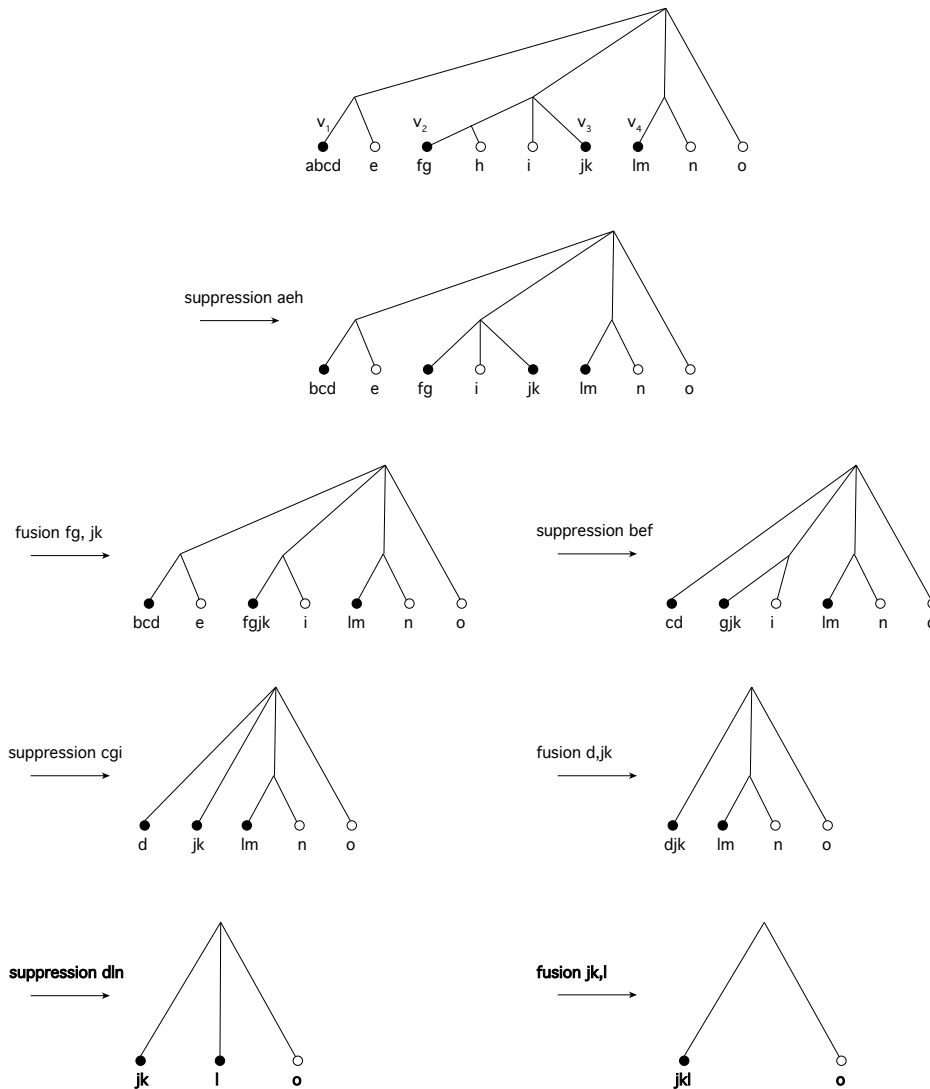 v1 v2 v3 v4
abcd e fg h i jk lm n o
suppression aeh
bcd e fg i jk lm n o
fusion fg, jk
bcd e fgjk i lm n o
suppression bef
cd gjk i lm n
suppression cgi
d jk lm n o
fusion d,jk
djk lm n o
suppression dln
jk l o
fusion jk,l
jkl o